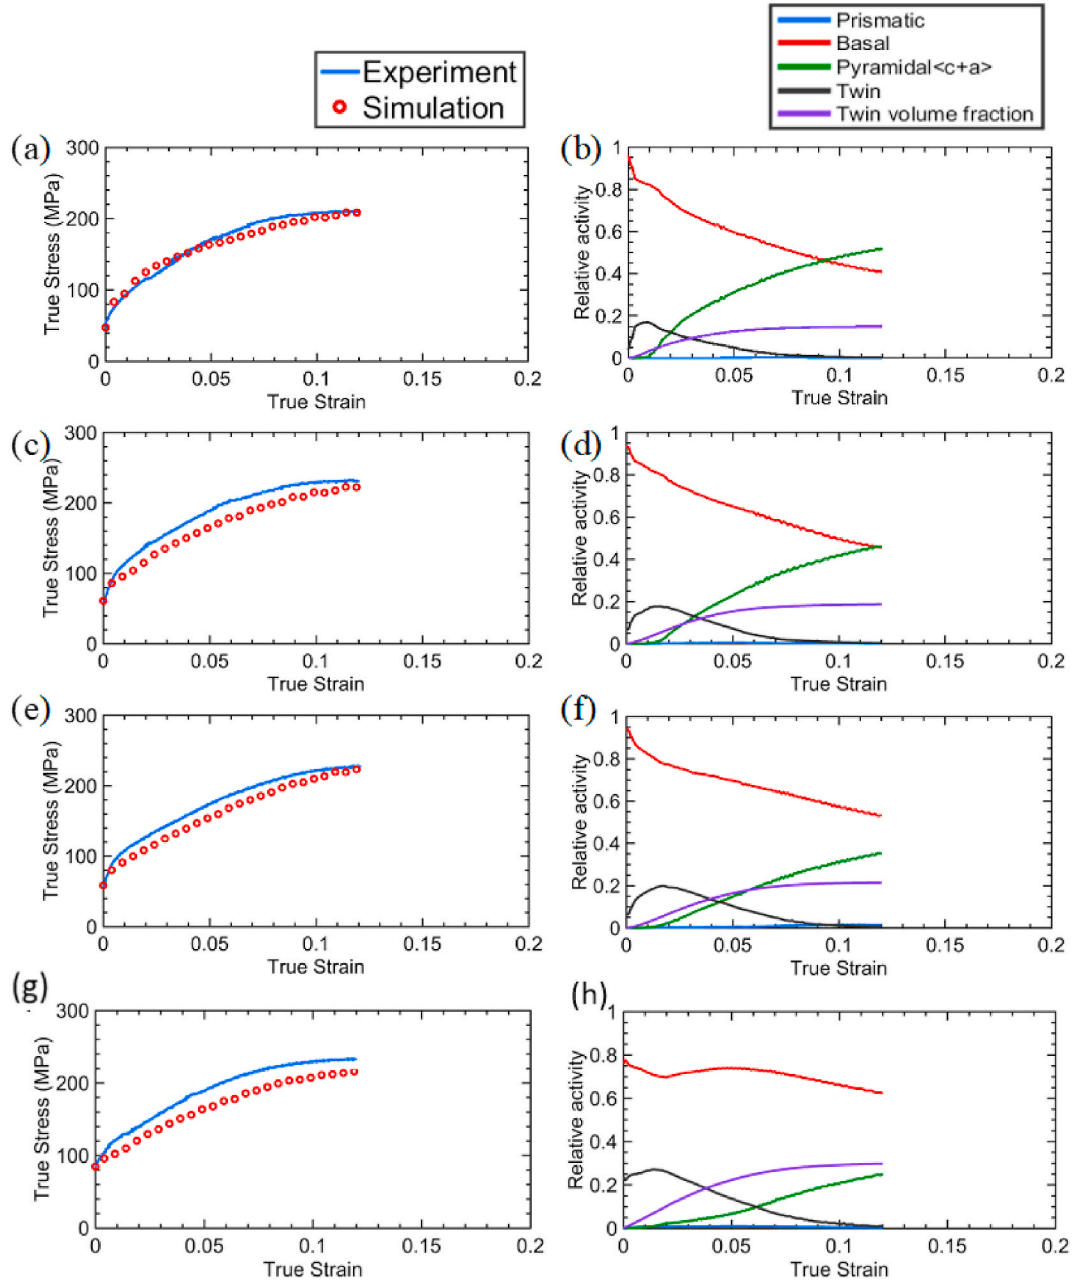 Prismatic
Basal
Pyramidal<c+a>
Twin
Twin volume fraction
Experiment
Simulation
(a)
300
200
100
0
True Stress (MPa)
0 0.05 0.1 0.15 0.2
True Strain
(b)
1
0.8
0.6
0.4
0.2
0
Relative activity
0 0.05 0.1 0.15 0.2
True Strain
(c)
300
200
100
0
True Stress (MPa)
0 0.05 0.1 0.15 0.2
True Strain
(d)
1
0.8
0.6
0.4
0.2
0
Relative activity
0 0.05 0.1 0.15 0.2
True Strain
(e)
300
200
100
0
True Stress (MPa)
0 0.05 0.1 0.15 0.2
True Strain
(f)
1
0.8
0.6
0.4
0.2
0
Relative activity
0 0.05 0.1 0.15 0.2
True Strain
(g)
300
200
100
0
True Stress (MPa)
0 0.05 0.1 0.15 0.2
True Strain
(h)
1
0.8
0.6
0.4
0.2
0
Relative activity
0 0.05 0.1 0.15 0.2
True Strain